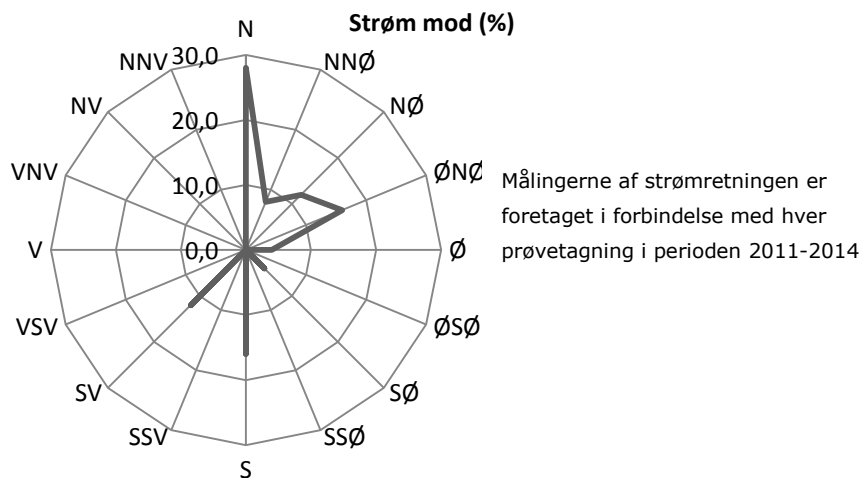 Strøm mod (%)
N
NNØ
NØ
ØNØ
Ø
ØSØ
SØ
SSØ
S
SSV
SV
VSV
V
VNV
NV
NNV
30,0
20,0
10,0
0,0
Målingerne af strømretningen er
foretaget i forbindelse med hver
prøvetagning i perioden 2011-2014